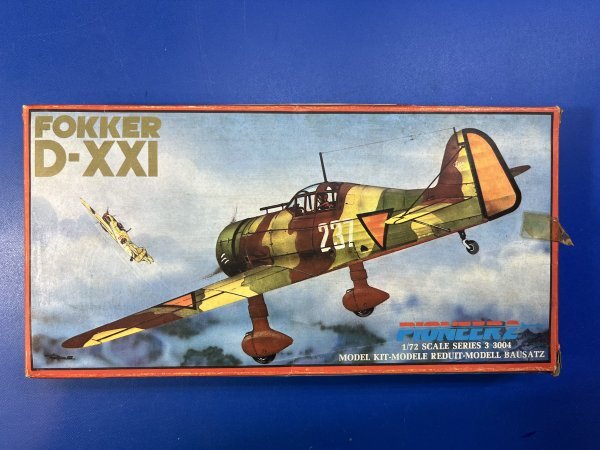 FOKKER
D-XXI
237
PIONEER 2
1/72 SCALE SERIES 3 3004
MODEL KIT-MODELE REDUIT-MODELL BAUSATZ